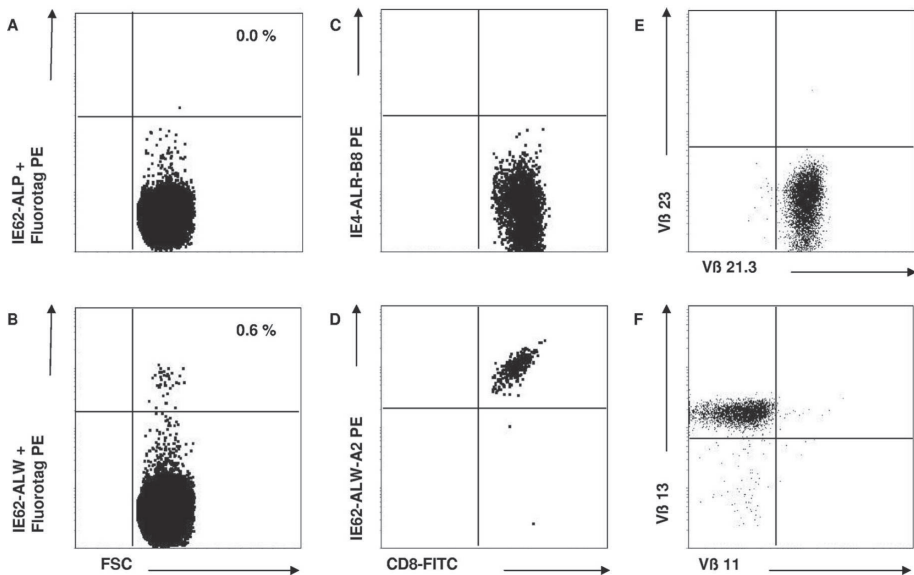 A
0.0 %
IE62-ALP +
Fluorotag PE
C
IE4-ALR-B8 PE
E
Vß 23
Vß 21.3
B
0.6 %
IE62-ALW +
Fluorotag PE
FSC
D
IE62-ALW-A2 PE
CD8-FITC
F
Vß 13
Vß 11